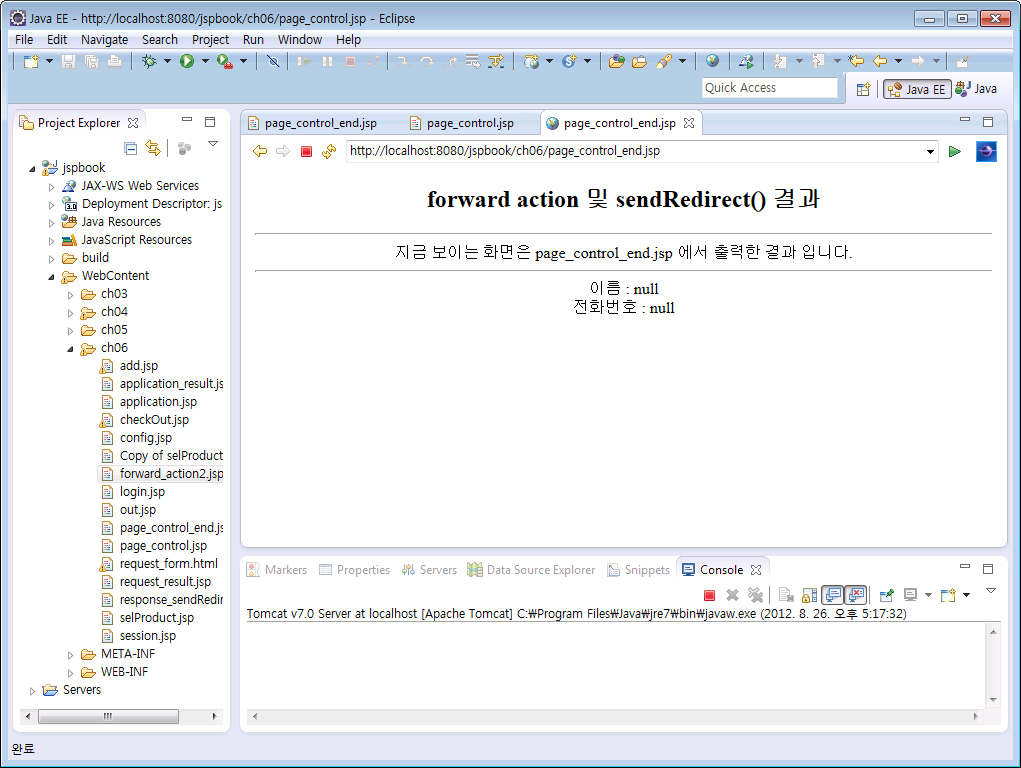 Java EE - http://localhost:8080/jspbook/ch06/page_control.jsp - Eclipse
File Edit Navigate Search Project Run Window Help
Quick Access
Java EE
Java
Project Explorer
jspbook
JAX-WS Web Services
Deployment Descriptor: js
Java Resources
JavaScript Resources
build
WebContent
ch03
ch04
ch05
ch06
add.jsp
application_result.js
application.jsp
checkOut.jsp
config.jsp
Copy of selProduct
forward_action2.jsp
login.jsp
out.jsp
page_control_end.js
page_control.jsp
request_form.html
request_result.jsp
response_sendRedir
selProduct.jsp
session.jsp
META-INF
WEB-INF
Servers
page_control_end.jsp page_control.jsp page_control_end.jsp
http://localhost:8080/jspbook/ch06/page_control_end.jsp
forward action 및 sendRedirect() 결과
지금 보이는 화면은 page_control_end.jsp 에서 출력한 결과 입니다.
이름 : null
전화번호 : null
Markers Properties Servers Data Source Explorer Snippets Console
Tomcat v7.0 Server at localhost [Apache Tomcat] C:₩Program Files₩Java₩jre7₩bin₩javaw.exe (2012. 8. 26. 오후 5:17:32)
완료